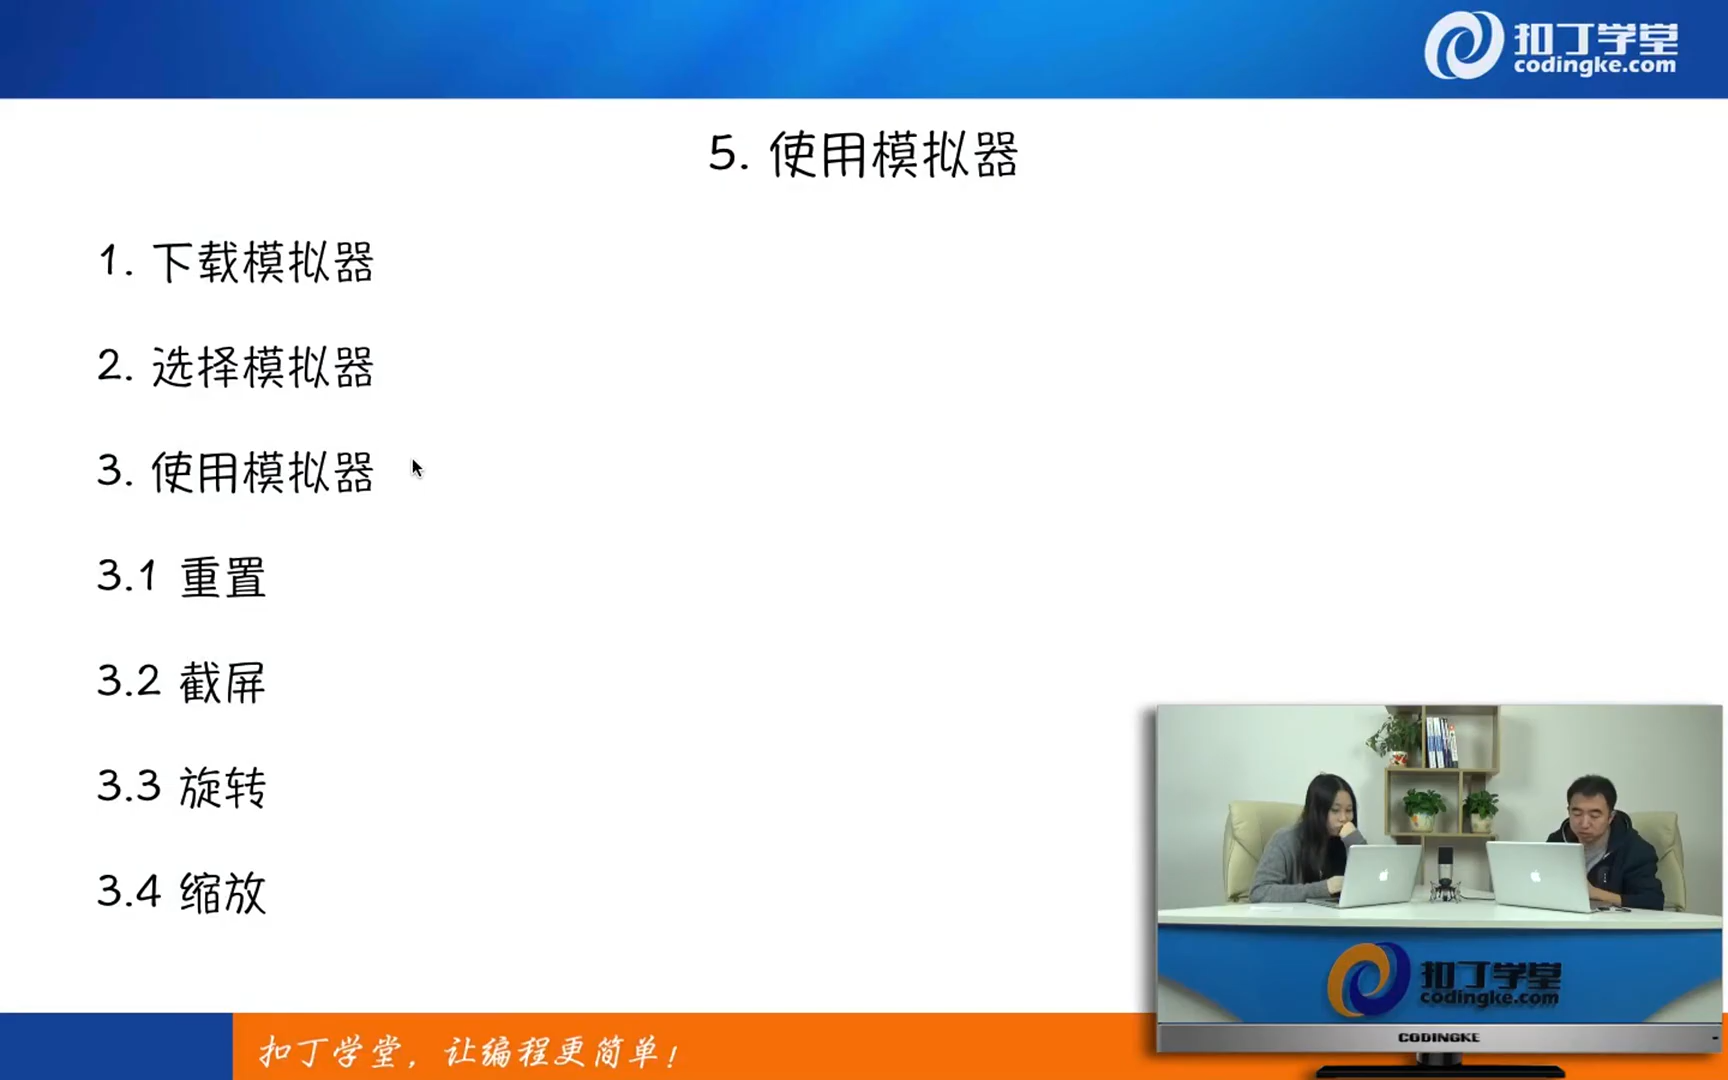 扣丁学堂
codingke.com
5. 使用模拟器
1. 下载模拟器
2. 选择模拟器
3. 使用模拟器
3.1 重置
3.2 截屏
3.3 旋转
3.4 缩放
扣丁学堂
codingke.com
CODINGKE
扣丁学堂，让编程更简单！